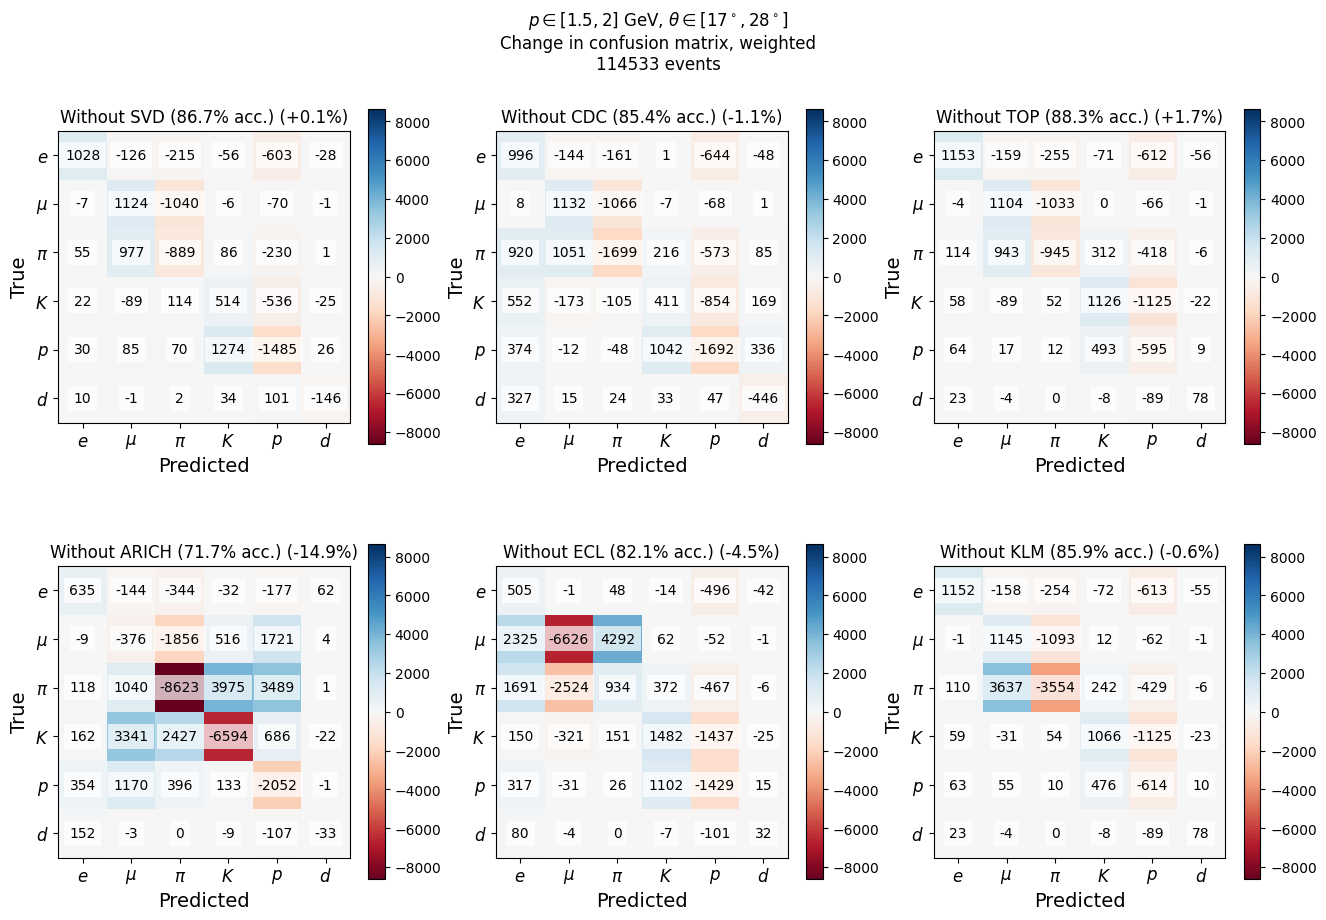 p ∈ [1.5, 2] GeV, θ ∈ [17°, 28°]
Change in confusion matrix, weighted
114533 events
Without SVD (86.7% acc.) (+0.1%)
True
e 1028 -126 -215 -56 -603 -28
μ -7 1124 -1040 -6 -70 -1
π 55 977 -889 86 -230 1
K 22 -89 114 514 -536 -25
p 30 85 70 1274 -1485 26
d 10 -1 2 34 101 -146
e μ π K p d
Predicted
8000
6000
4000
2000
0
−2000
−4000
−6000
−8000
Without CDC (85.4% acc.) (-1.1%)
True
e 996 -144 -161 1 -644 -48
μ 8 1132 -1066 -7 -68 1
π 920 1051 -1699 216 -573 85
K 552 -173 -105 411 -854 169
p 374 -12 -48 1042 -1692 336
d 327 15 24 33 47 -446
e μ π K p d
Predicted
8000
6000
4000
2000
0
−2000
−4000
−6000
−8000
Without TOP (88.3% acc.) (+1.7%)
True
e 1153 -159 -255 -71 -612 -56
μ -4 1104 -1033 0 -66 -1
π 114 943 -945 312 -418 -6
K 58 -89 52 1126 -1125 -22
p 64 17 12 493 -595 9
d 23 -4 0 -8 -89 78
e μ π K p d
Predicted
8000
6000
4000
2000
0
−2000
−4000
−6000
−8000
Without ARICH (71.7% acc.) (-14.9%)
True
e 635 -144 -344 -32 -177 62
μ -9 -376 -1856 516 1721 4
π 118 1040 -8623 3975 3489 1
K 162 3341 2427 -6594 686 -22
p 354 1170 396 133 -2052 -1
d 152 -3 0 -9 -107 -33
e μ π K p d
Predicted
8000
6000
4000
2000
0
−2000
−4000
−6000
−8000
Without ECL (82.1% acc.) (-4.5%)
True
e 505 -1 48 -14 -496 -42
μ 2325 -6626 4292 62 -52 -1
π 1691 -2524 934 372 -467 -6
K 150 -321 151 1482 -1437 -25
p 317 -31 26 1102 -1429 15
d 80 -4 0 -7 -101 32
e μ π K p d
Predicted
8000
6000
4000
2000
0
−2000
−4000
−6000
−8000
Without KLM (85.9% acc.) (-0.6%)
True
e 1152 -158 -254 -72 -613 -55
μ -1 1145 -1093 12 -62 -1
π 110 3637 -3554 242 -429 -6
K 59 -31 54 1066 -1125 -23
p 63 55 10 476 -614 10
d 23 -4 0 -8 -89 78
e μ π K p d
Predicted
8000
6000
4000
2000
0
−2000
−4000
−6000
−8000